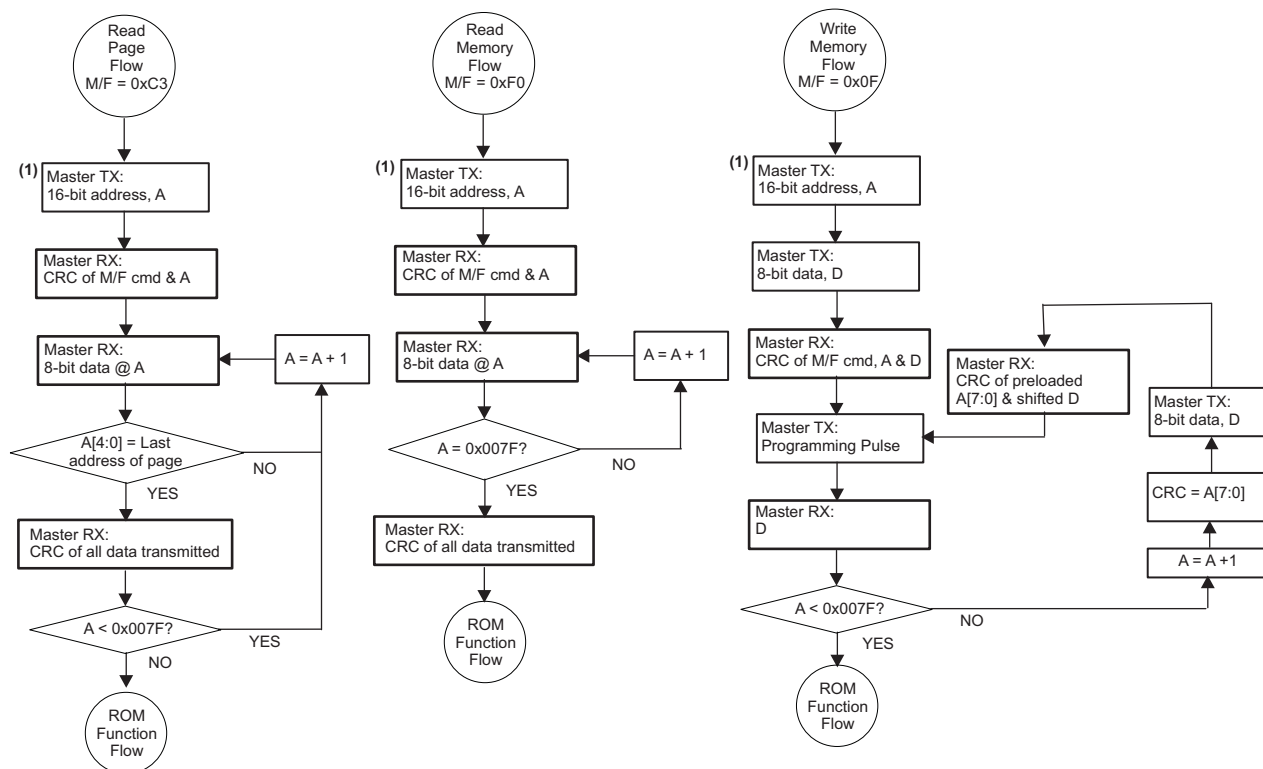 Read
Page
Flow
M/F = 0xC3
(1)
Master TX:
16-bit address, A
Master RX:
CRC of M/F cmd & A
Master RX:
8-bit data @ A
A = A + 1
A[4:0] = Last
address of page
NO
YES
Master RX:
CRC of all data transmitted
A < 0x007F?
YES
NO
ROM
Function
Flow
Read
Memory
Flow
M/F = 0xF0
(1)
Master TX:
16-bit address, A
Master RX:
CRC of M/F cmd & A
Master RX:
8-bit data @ A
A = A + 1
A = 0x007F?
NO
YES
Master RX:
CRC of all data transmitted
ROM
Function
Flow
Write
Memory
Flow
M/F = 0x0F
(1)
Master TX:
16-bit address, A
Master TX:
8-bit data, D
Master RX:
CRC of M/F cmd, A & D
Master TX:
Programming Pulse
Master RX:
D
A < 0x007F?
NO
YES
ROM
Function
Flow
A = A +1
CRC = A[7:0]
Master TX:
8-bit data, D
Master RX:
CRC of preloaded
A[7:0] & shifted D